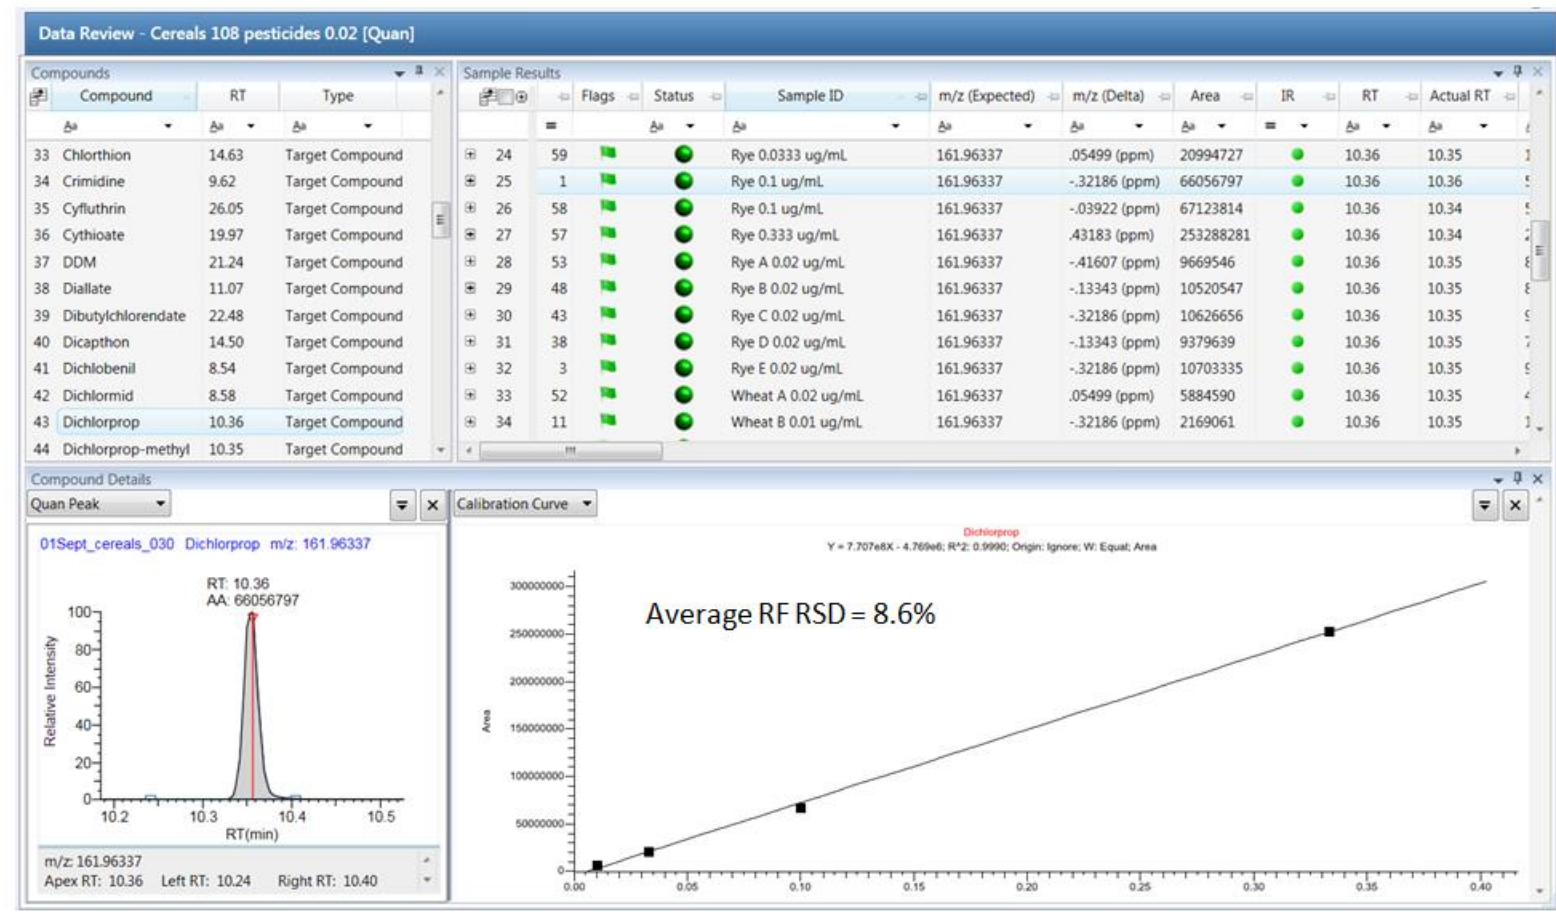 Data Review - Cereals 108 pesticides 0.02 [Quan]
Compounds
Compound RT Type
Aa Aa Aa
33 Chlorthion 14.63 Target Compound
34 Crimidine 9.62 Target Compound
35 Cyfluthrin 26.05 Target Compound
36 Cythioate 19.97 Target Compound
37 DDM 21.24 Target Compound
38 Diallate 11.07 Target Compound
39 Dibutylchlorendate 22.48 Target Compound
40 Dicapthon 14.50 Target Compound
41 Dichlobenil 8.54 Target Compound
42 Dichlormid 8.58 Target Compound
43 Dichlorprop 10.36 Target Compound
44 Dichlorprop-methyl 10.35 Target Compound
Sample Results
Flags Status Sample ID m/z (Expected) m/z (Delta) Area IR RT Actual RT
= Aa Aa Aa Aa Aa = Aa Aa
24 59 Rye 0.0333 ug/mL 161.96337 .05499 (ppm) 20994727 10.36 10.35
25 1 Rye 0.1 ug/mL 161.96337 -.32186 (ppm) 66056797 10.36 10.36
26 58 Rye 0.1 ug/mL 161.96337 -.03922 (ppm) 67123814 10.36 10.34
27 57 Rye 0.333 ug/mL 161.96337 .43183 (ppm) 253288281 10.36 10.34
28 53 Rye A 0.02 ug/mL 161.96337 -.41607 (ppm) 9669546 10.36 10.35
29 48 Rye B 0.02 ug/mL 161.96337 -.13343 (ppm) 10520547 10.36 10.35
30 43 Rye C 0.02 ug/mL 161.96337 -.32186 (ppm) 10626656 10.36 10.35
31 38 Rye D 0.02 ug/mL 161.96337 -.13343 (ppm) 9379639 10.36 10.35
32 3 Rye E 0.02 ug/mL 161.96337 -.32186 (ppm) 10703335 10.36 10.35
33 52 Wheat A 0.02 ug/mL 161.96337 .05499 (ppm) 5884590 10.36 10.35
34 11 Wheat B 0.01 ug/mL 161.96337 -.32186 (ppm) 2169061 10.36 10.35
Compound Details
Quan Peak
01Sept_cereals_030 Dichlorprop m/z: 161.96337
RT: 10.36
AA: 66056797
100
80
60
40
20
0
Relative Intensity
10.2 10.3 10.4 10.5
RT(min)
m/z: 161.96337
Apex RT: 10.36 Left RT: 10.24 Right RT: 10.40
Calibration Curve
Dichlorprop
Y = 7.707e8X - 4.769e6; R^2: 0.9990; Origin: Ignore; W: Equal; Area
Average RF RSD = 8.6%
300000000
250000000
200000000
150000000
100000000
50000000
0
Area
0.00 0.05 0.10 0.15 0.20 0.25 0.30 0.35 0.40